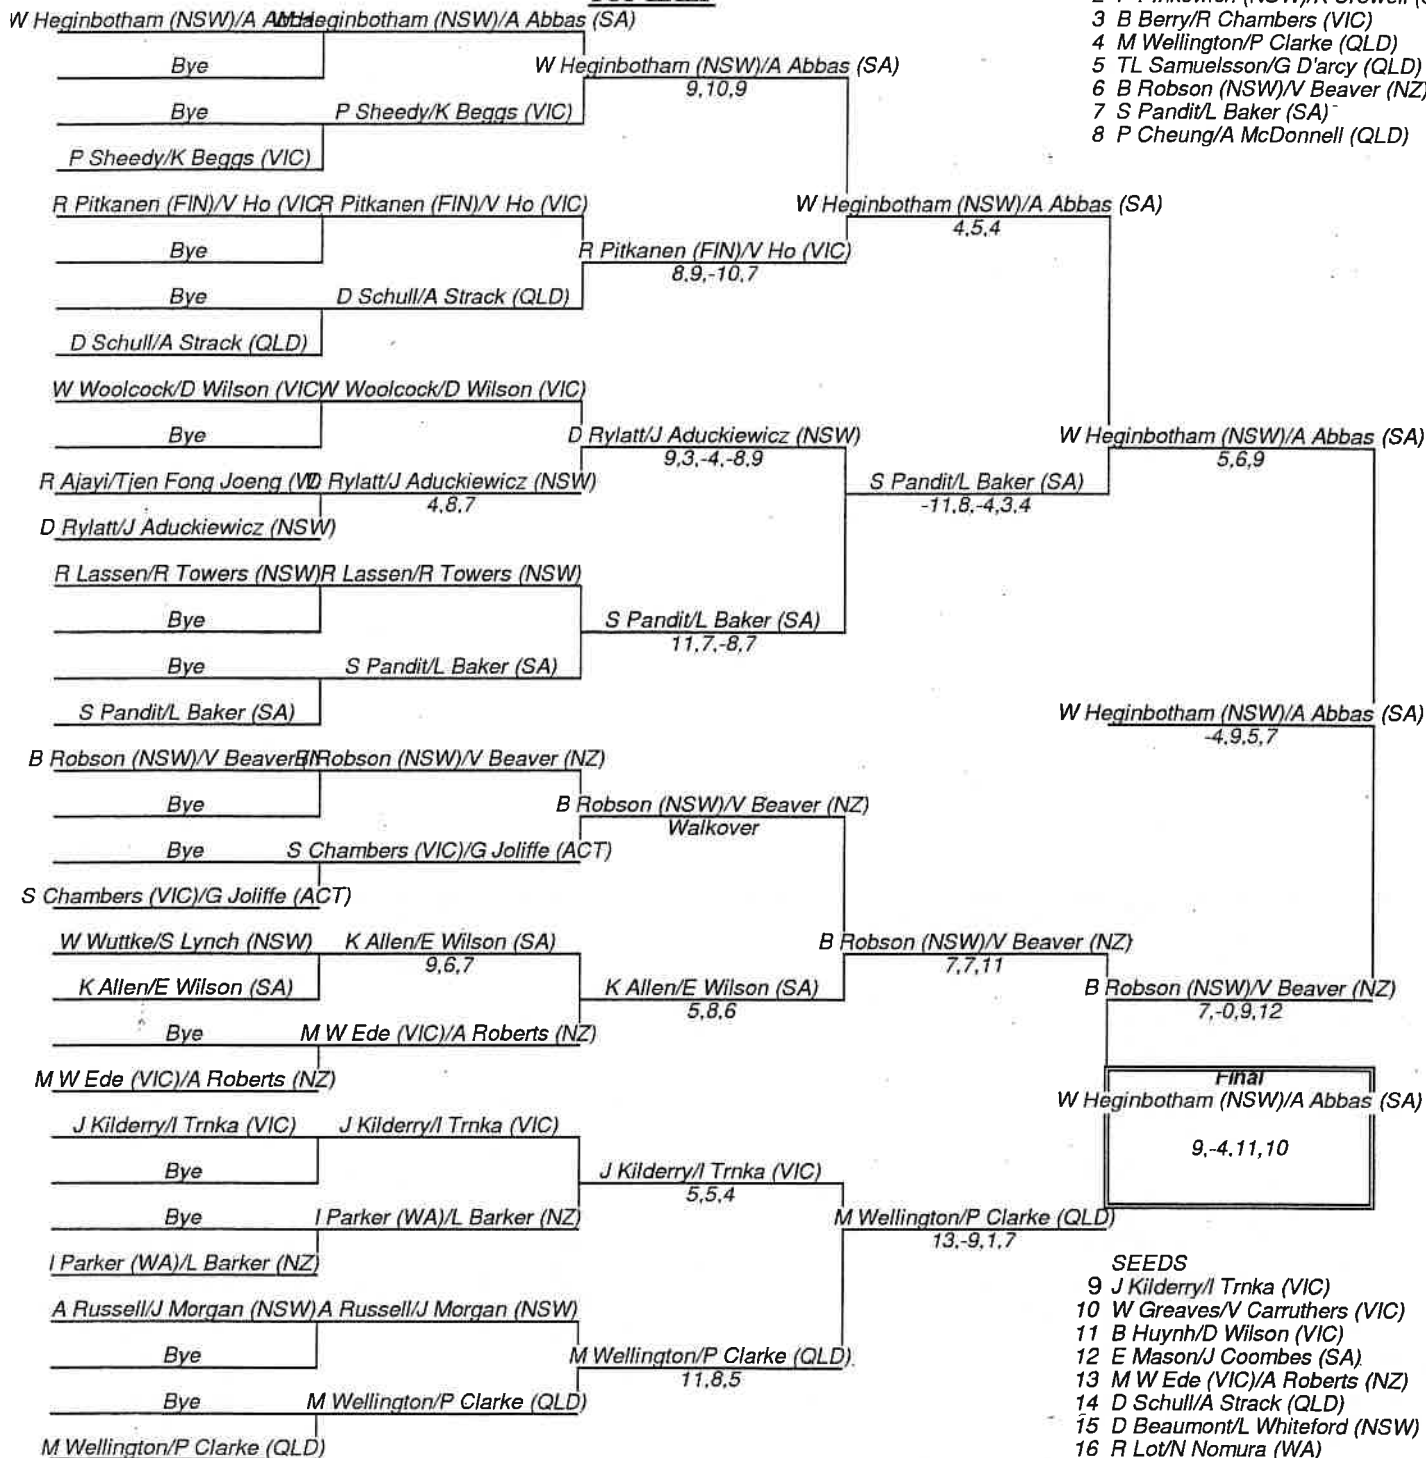 W Heginbotham (NSW)/A Abbas
W Heginbotham (NSW)/A Abbas (SA)
Bye
W Heginbotham (NSW)/A Abbas (SA)
9,10,9
Bye
P Sheedy/K Beggs (VIC)
P Sheedy/K Beggs (VIC)
R Pitkanen (FIN)/V Ho (VIC
R Pitkanen (FIN)/V Ho (VIC)
W Heginbotham (NSW)/A Abbas (SA)
4,5,4
Bye
R Pitkanen (FIN)/V Ho (VIC)
8,9,-10,7
Bye
D Schull/A Strack (QLD)
D Schull/A Strack (QLD)
W Woolcock/D Wilson (VIC
W Woolcock/D Wilson (VIC)
Bye
D Rylatt/J Aduckiewicz (NSW)
9,3,-4,-8,9
W Heginbotham (NSW)/A Abbas (SA)
5,6,9
R Ajayi/Tjen Fong Joeng
D Rylatt/J Aduckiewicz (NSW)
4,8,7
S Pandit/L Baker (SA)
-11,8,-4,3,4
D Rylatt/J Aduckiewicz (NSW)
R Lassen/R Towers (NSW)
R Lassen/R Towers (NSW)
Bye
S Pandit/L Baker (SA)
11,7,-8,7
Bye
S Pandit/L Baker (SA)
S Pandit/L Baker (SA)
W Heginbotham (NSW)/A Abbas (SA)
-4,9,5,7
B Robson (NSW)/V Beaver
B Robson (NSW)/V Beaver (NZ)
Bye
B Robson (NSW)/V Beaver (NZ)
Walkover
Bye
S Chambers (VIC)/G Joliffe (ACT)
S Chambers (VIC)/G Joliffe (ACT)
W Wuttke/S Lynch (NSW)
K Allen/E Wilson (SA)
9,6,7
B Robson (NSW)/V Beaver (NZ)
7,7,11
K Allen/E Wilson (SA)
K Allen/E Wilson (SA)
5,8,6
B Robson (NSW)/V Beaver (NZ)
7,-0,9,12
Bye
M W Ede (VIC)/A Roberts (NZ)
M W Ede (VIC)/A Roberts (NZ)
Final
W Heginbotham (NSW)/A Abbas (SA)
9,-4,11,10
J Kilderry/I Trnka (VIC)
J Kilderry/I Trnka (VIC)
Bye
J Kilderry/I Trnka (VIC)
5,5,4
Bye
I Parker (WA)/L Barker (NZ)
M Wellington/P Clarke (QLD)
13,-9,1,7
I Parker (WA)/L Barker (NZ)
A Russell/J Morgan (NSW)
A Russell/J Morgan (NSW)
Bye
M Wellington/P Clarke (QLD)
11,8,5
Bye
M Wellington/P Clarke (QLD)
M Wellington/P Clarke (QLD)
3 B Berry/R Chambers (VIC)
4 M Wellington/P Clarke (QLD)
5 TL Samuelsson/G D'arcy (QLD)
6 B Robson (NSW)/V Beaver (NZ)
7 S Pandit/L Baker (SA)
8 P Cheung/A McDonnell (QLD)
SEEDS
9 J Kilderry/I Trnka (VIC)
10 W Greaves/V Carruthers (VIC)
11 B Huynh/D Wilson (VIC)
12 E Mason/J Coombes (SA)
13 M W Ede (VIC)/A Roberts (NZ)
14 D Schull/A Strack (QLD)
15 D Beaumont/L Whiteford (NSW)
16 R Lot/N Nomura (WA)